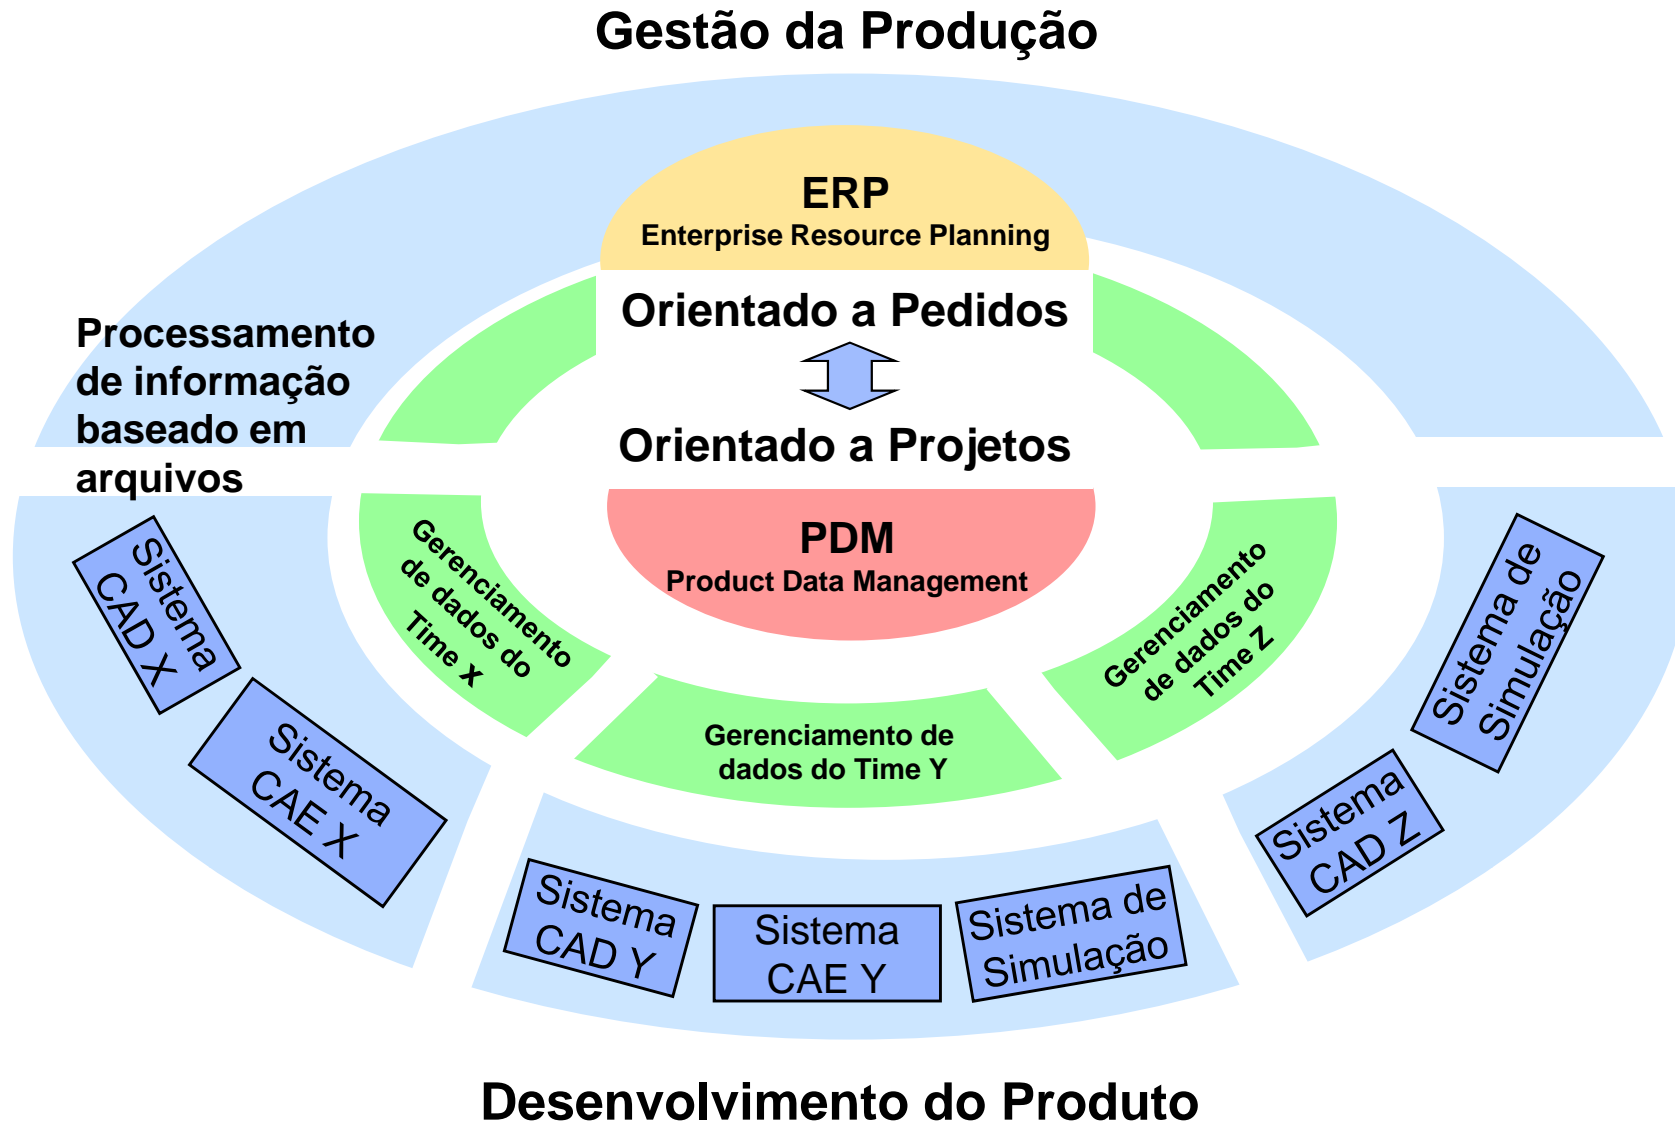 Gestão da Produção
ERP
Enterprise Resource Planning
Orientado a Pedidos
Processamento
de informação
baseado em
arquivos
Orientado a Projetos
PDM
Product Data Management
Gerenciamento
de dados do
Time x
Gerenciamento de
dados do Time Y
Gerenciamento
de dados do
Time Z
Sistema
CAD X
Sistema
CAE X
Sistema
CAD Y
Sistema
CAE Y
Sistema de
Simulação
Sistema
CAD Z
Sistema de
Simulação
Desenvolvimento do Produto